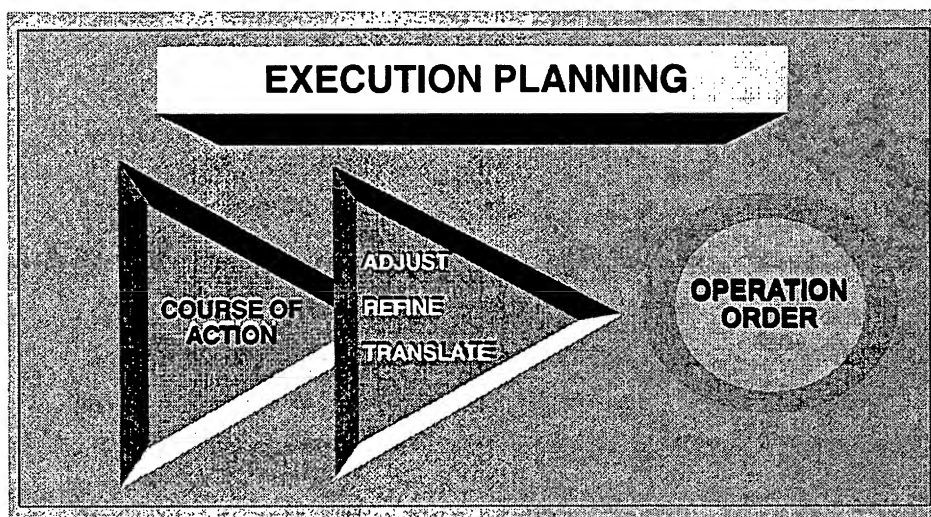 EXECUTION PLANNING
COURSE OF
ACTION
ADJUST
REFINE
TRANSLATE
OPERATION
ORDER